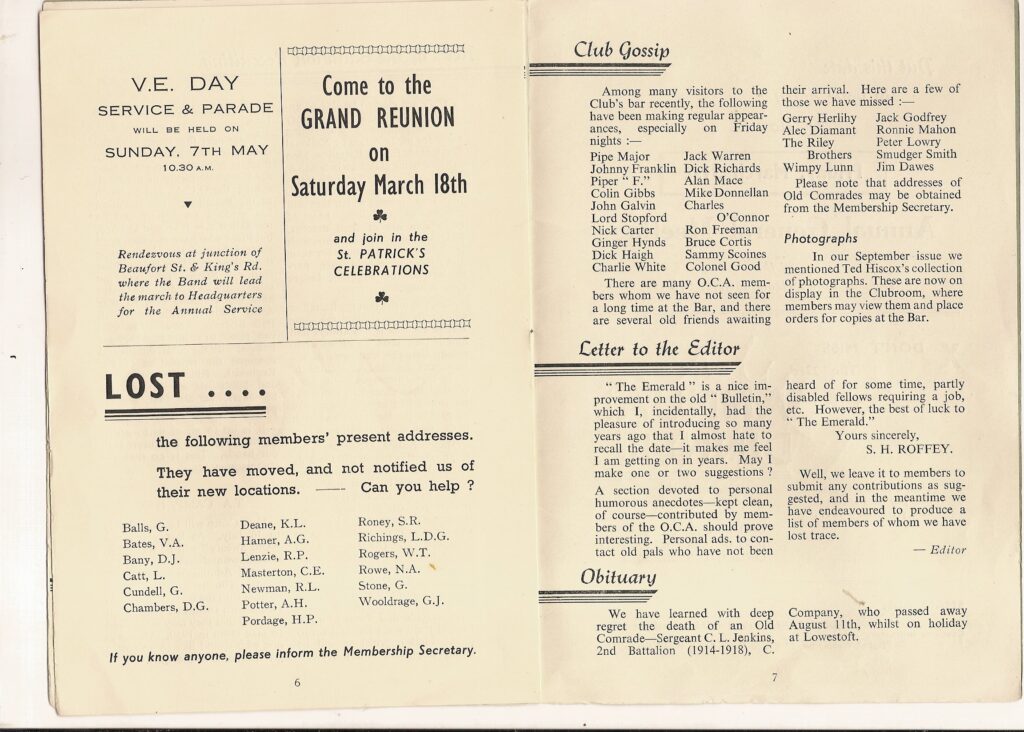 V.E. DAY
SERVICE & PARADE
WILL BE HELD ON
SUNDAY, 7TH MAY
10.30 A.M.
Rendezvous at junction of
Beaufort St. & King's Rd.
where the Band will lead
the march to Headquarters
for the Annual Service
Come to the
GRAND REUNION
on
Saturday March 18th
and join in the
St. PATRICK'S
CELEBRATIONS
LOST ....
the following members' present addresses.
They have moved, and not notified us of
their new locations. —— Can you help ?
Balls, G.
Bates, V.A.
Bany, D.J.
Catt, L.
Cundell, G.
Chambers, D.G.
Deane, K.L.
Hamer, A.G.
Lenzie, R.P.
Masterton, C.E.
Newman, R.L.
Potter, A.H.
Pordage, H.P.
Roney, S.R.
Richings, L.D.G.
Rogers, W.T.
Rowe, N.A.
Stone, G.
Wooldrage, G.J.
If you know anyone, please inform the Membership Secretary.
6
Club Gossip
Among many visitors to the
Club's bar recently, the following
have been making regular appear-
ances, especially on Friday
nights :—
Pipe Major
Johnny Franklin
Piper " F."
Colin Gibbs
John Galvin
Lord Stopford
Nick Carter
Ginger Hynds
Dick Haigh
Charlie White
Jack Warren
Dick Richards
Alan Mace
Mike Donnellan
Charles
O'Connor
Ron Freeman
Bruce Cortis
Sammy Scoines
Colonel Good
There are many O.C.A. mem-
bers whom we have not seen for
a long time at the Bar, and there
are several old friends awaiting
their arrival. Here are a few of
those we have missed :—
Gerry Herlihy
Alec Diamant
The Riley
Brothers
Wimpy Lunn
Jack Godfrey
Ronnie Mahon
Peter Lowry
Smudger Smith
Jim Dawes
Please note that addresses of
Old Comrades may be obtained
from the Membership Secretary.
Photographs
In our September issue we
mentioned Ted Hiscox's collection
of photographs. These are now on
display in the Clubroom, where
members may view them and place
orders for copies at the Bar.
Letter to the Editor
" The Emerald " is a nice im-
provement on the old " Bulletin,"
which I, incidentally, had the
pleasure of introducing so many
years ago that I almost hate to
recall the date—it makes me feel
I am getting on in years. May I
make one or two suggestions ?
A section devoted to personal
humorous anecdotes—kept clean,
of course—contributed by mem-
bers of the O.C.A. should prove
interesting. Personal ads. to con-
tact old pals who have not been
heard of for some time, partly
disabled fellows requiring a job,
etc. However, the best of luck to
" The Emerald."
Yours sincerely,
S. H. ROFFEY.
Well, we leave it to members to
submit any contributions as sug-
gested, and in the meantime we
have endeavoured to produce a
list of members of whom we have
lost trace.
— Editor
Obituary
We have learned with deep
regret the death of an Old
Comrade—Sergeant C. L. Jenkins,
2nd Battalion (1914-1918), C.
Company, who passed away
August 11th, whilst on holiday
at Lowestoft.
7